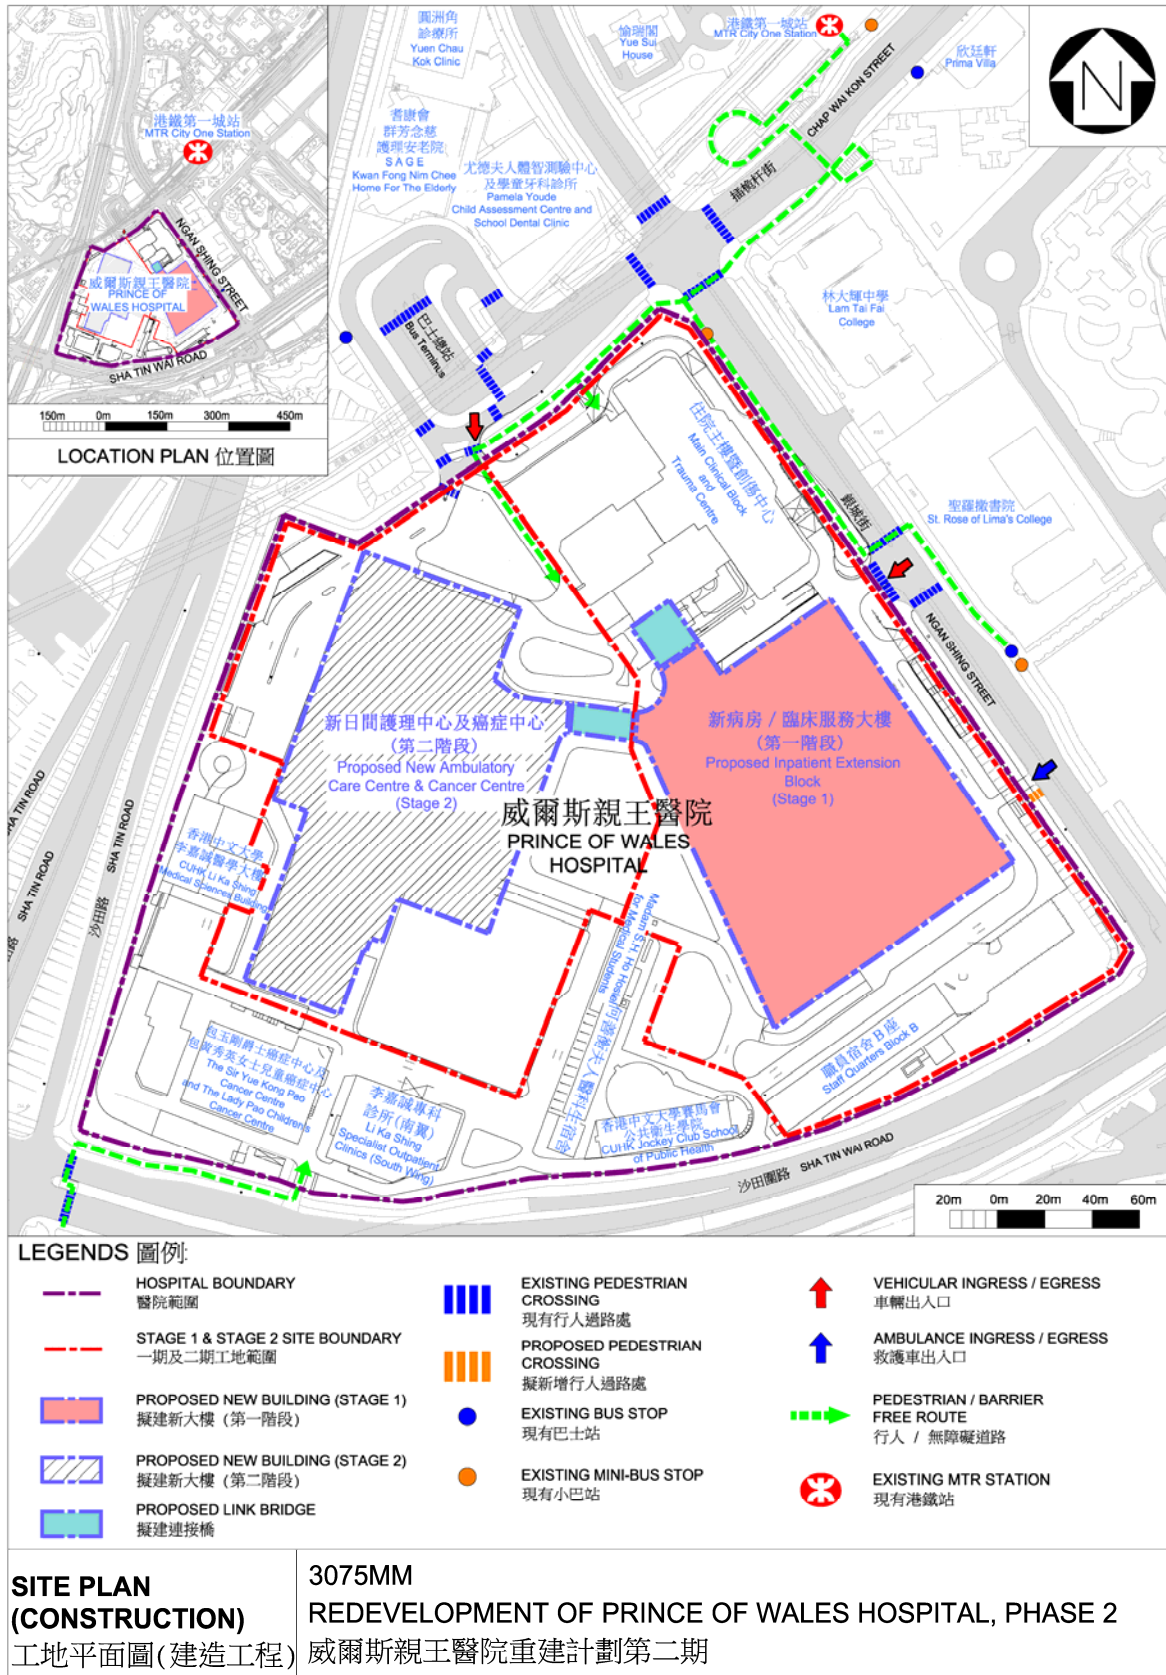 圓洲角
診療所
Yuen Chau
Kok Clinic
愉瑞閣
Yue Sui
House
港鐵第一城站
MTR City One Station
欣廷軒
Prima Villa
N
CHAP WAI KON STREET
插桅杆街
耆康會
群芳念慈
護理安老院
S A G E
Kwan Fong Nim Chee
Home For The Elderly
尤德夫人體智測驗中心
及學童牙科診所
Pamela Youde
Child Assessment Centre and
School Dental Clinic
港鐵第一城站
MTR City One Station
NGAN SHING STREET
威爾斯親王醫院
PRINCE OF
WALES HOSPITAL
SHA TIN WAI ROAD
150m 0m 150m 300m 450m
LOCATION PLAN 位置圖
巴士總站
Bus Terminus
林大輝中學
Lam Tai Fai
College
住院主樓暨創傷中心
Main Clinical Block
and
Trauma Centre
銀城街
聖羅撒書院
St. Rose of Lima's College
NGAN SHING STREET
新日間護理中心及癌症中心
(第二階段)
Proposed New Ambulatory
Care Centre & Cancer Centre
(Stage 2)
新病房 / 臨床服務大樓
(第一階段)
Proposed Inpatient Extension
Block
(Stage 1)
威爾斯親王醫院
PRINCE OF WALES
HOSPITAL
SHA TIN ROAD
SHA TIN ROAD
SHA TIN ROAD
沙田路
路
香港中文大學
李嘉誠醫學大樓
CUHK Li Ka Shing
Medical Sciences Building
Madam S.H. Ho Hostel
for Medical Students
何善衡夫人醫科生宿舍
包玉剛爵士癌症中心及
包黃秀英女士兒童癌症中心
The Sir Yue Kong Pao
Cancer Centre
and The Lady Pao Children's
Cancer Centre
李嘉誠專科
診所(南翼)
Li Ka Shing
Specialist Outpatient
Clinics (South Wing)
香港中文大學賽馬會
公共衛生學院
CUHK Jockey Club School
of Public Health
職員宿舍B座
Staff Quarters Block B
沙田圍路 SHA TIN WAI ROAD
20m 0m 20m 40m 60m
LEGENDS 圖例:
HOSPITAL BOUNDARY
醫院範圍
STAGE 1 & STAGE 2 SITE BOUNDARY
一期及二期工地範圍
PROPOSED NEW BUILDING (STAGE 1)
擬建新大樓 (第一階段)
PROPOSED NEW BUILDING (STAGE 2)
擬建新大樓 (第二階段)
PROPOSED LINK BRIDGE
擬建連接橋
EXISTING PEDESTRIAN
CROSSING
現有行人過路處
PROPOSED PEDESTRIAN
CROSSING
擬新增行人過路處
EXISTING BUS STOP
現有巴士站
EXISTING MINI-BUS STOP
現有小巴站
VEHICULAR INGRESS / EGRESS
車輛出入口
AMBULANCE INGRESS / EGRESS
救護車出入口
PEDESTRIAN / BARRIER
FREE ROUTE
行人 / 無障礙道路
EXISTING MTR STATION
現有港鐵站
SITE PLAN
(CONSTRUCTION)
工地平面圖(建造工程)
3075MM
REDEVELOPMENT OF PRINCE OF WALES HOSPITAL, PHASE 2
威爾斯親王醫院重建計劃第二期